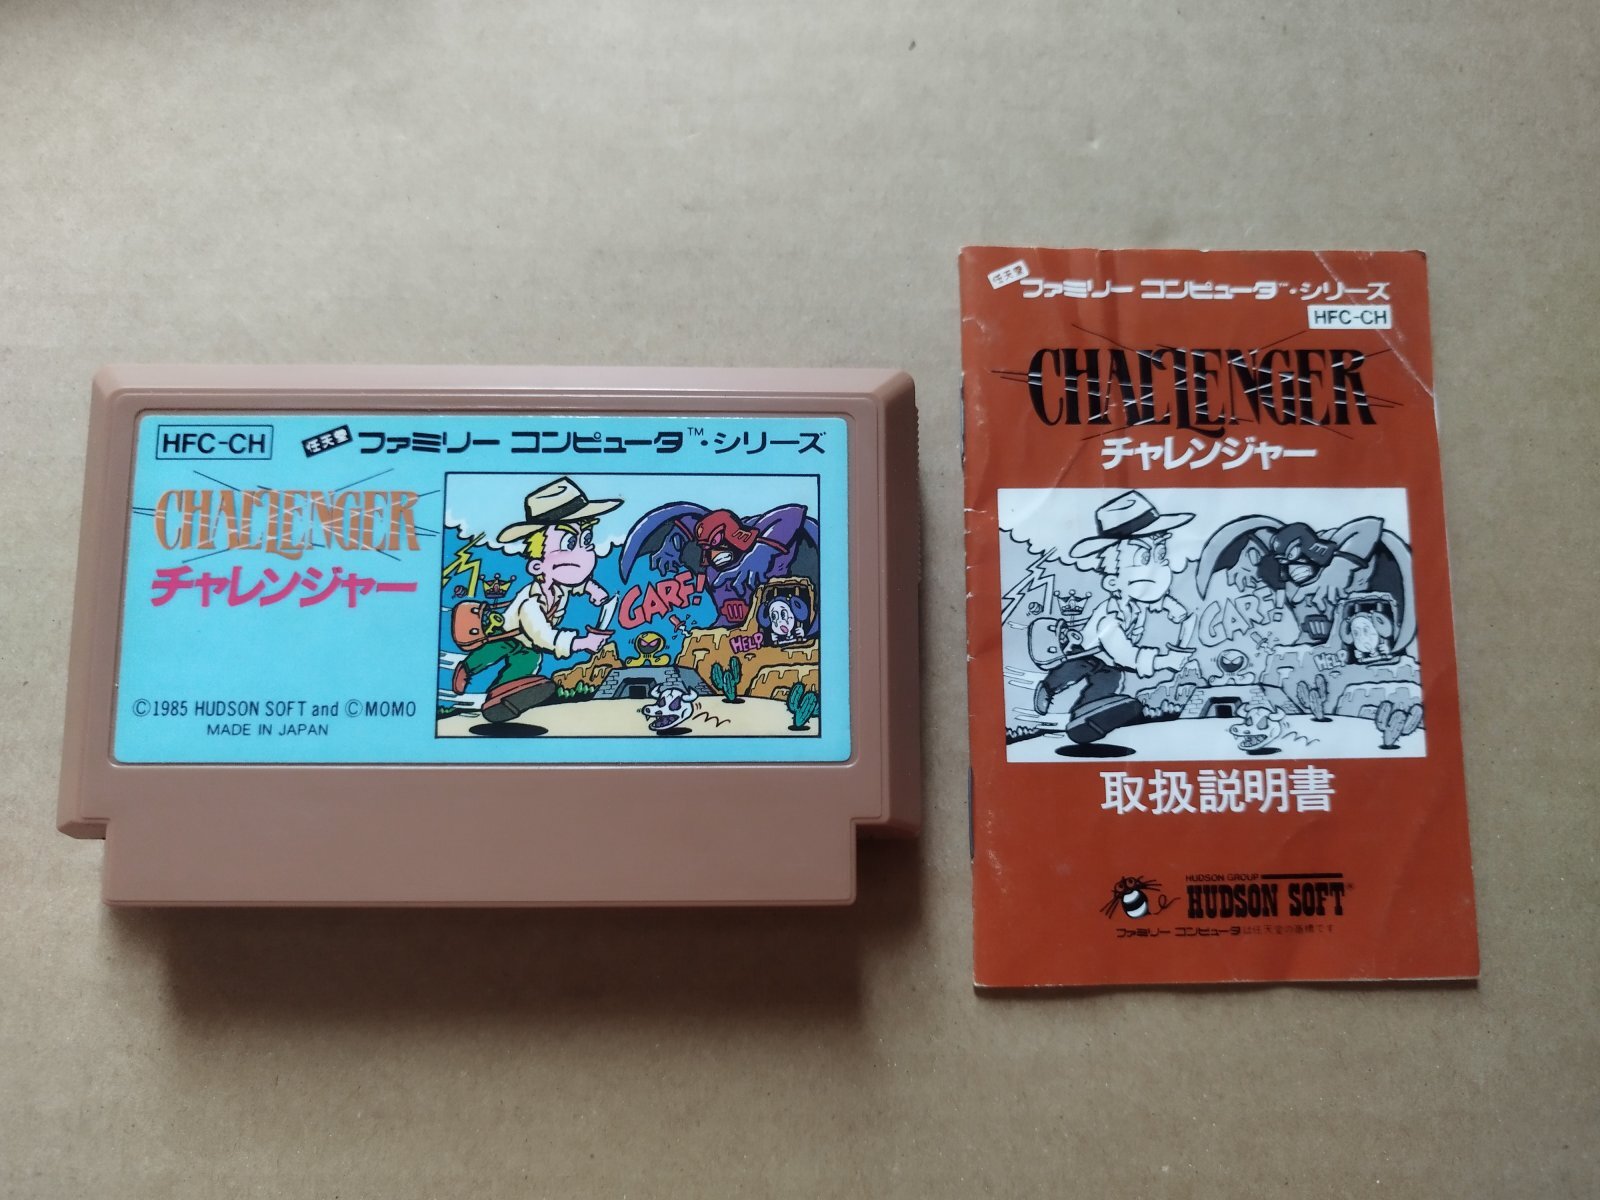 HFC-CH
任天堂 ファミリー コンピュータ™・シリーズ
CHALLENGER
チャレンジャー
GARF!
HELP
©1985 HUDSON SOFT and ©MOMO
MADE IN JAPAN
任天堂
ファミリー コンピュータ™・シリーズ
HFC-CH
CHALLENGER
チャレンジャー
GARF!
HELP
取扱説明書
HUDSON GROUP
HUDSON SOFT®
ファミリー コンピュータは任天堂の商標です